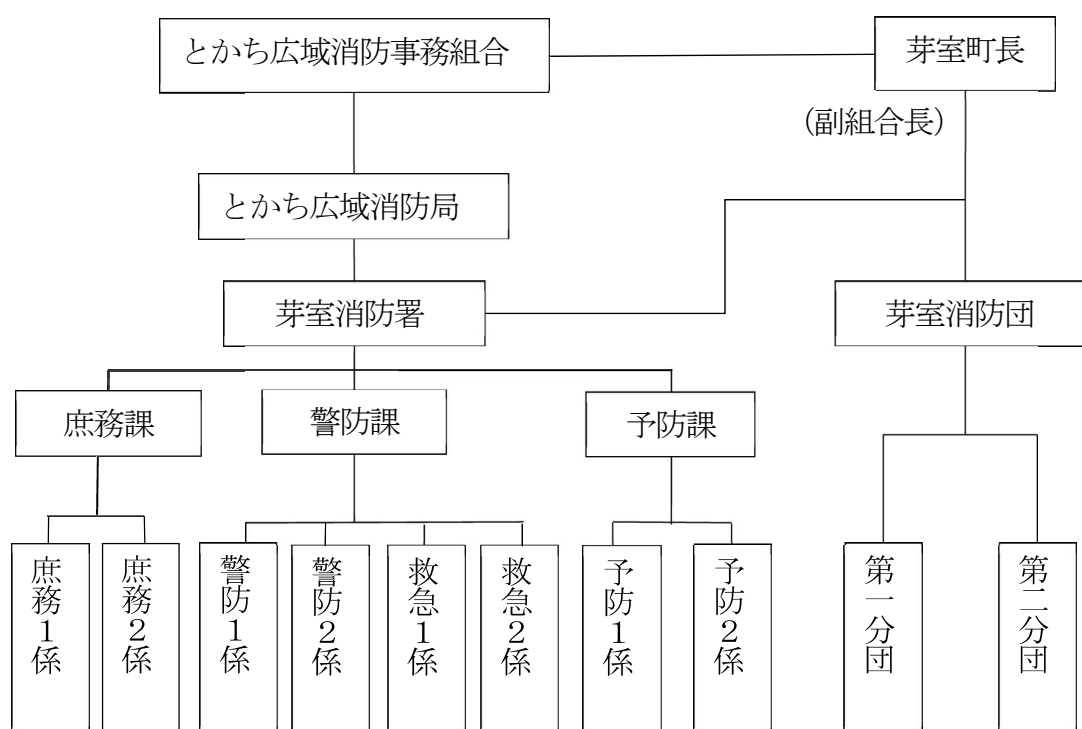 とかち広域消防事務組合
芽室町長
(副組合長)
とかち広域消防局
芽室消防署
芽室消防団
庶務課
警防課
予防課
庶務1係
庶務2係
警防1係
警防2係
救急1係
救急2係
予防1係
予防2係
第一分団
第二分団